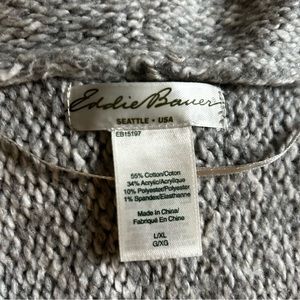 Eddie Bauer
SEATTLE • USA
EB15197
55% Cotton/Coton
34% Acrylic/Acrylique
10% Polyester/Polyester
1% Spandex/Elasthanne
Made In China/
Fabriqué En China
L/XL
G/XG